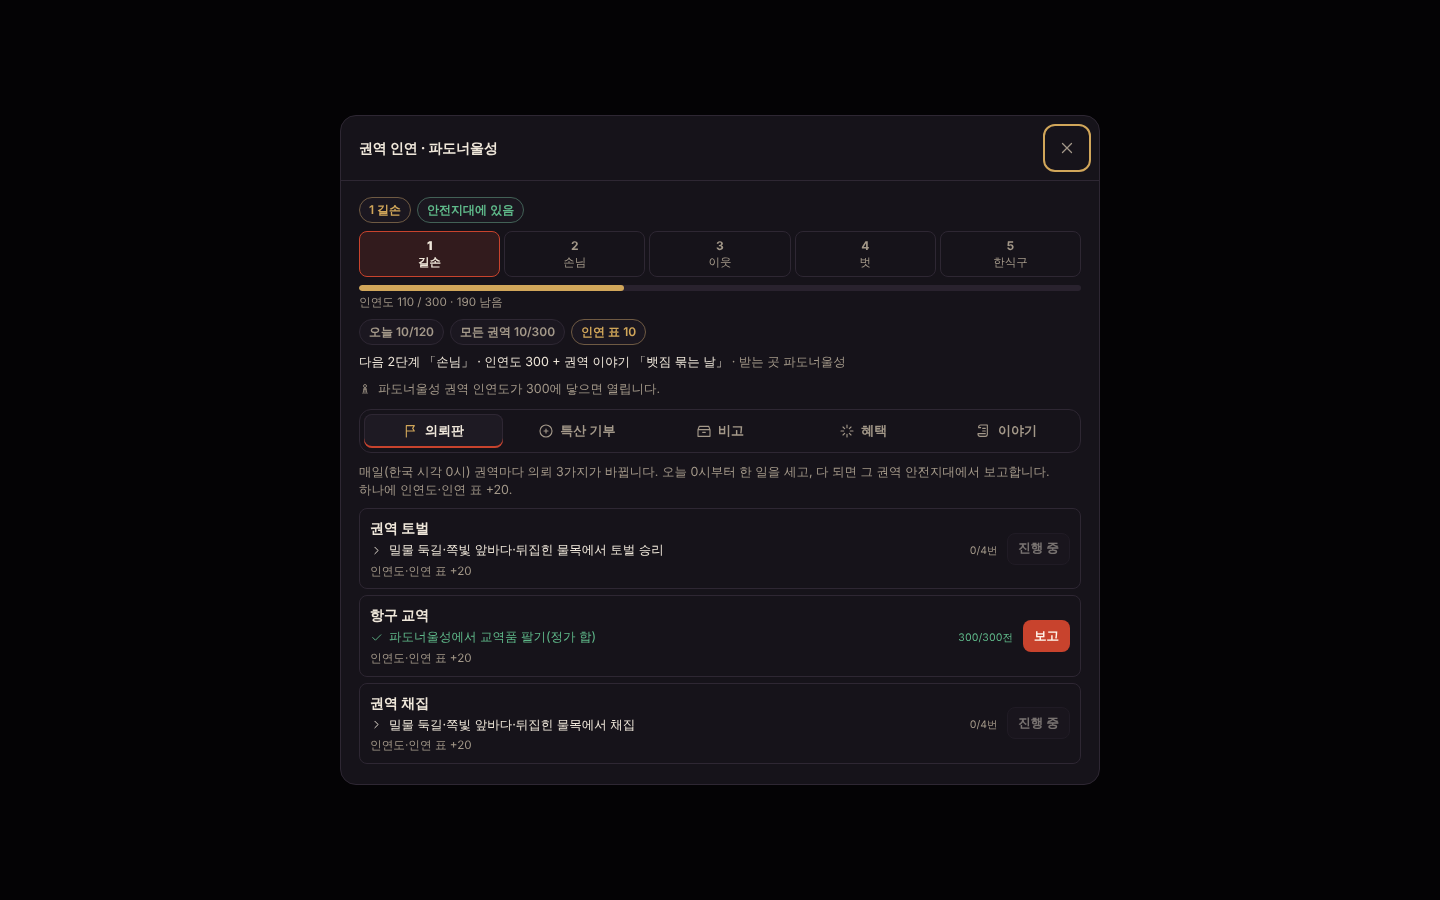 권역 인연 · 파도너울성
1 길손 안전지대에 있음
1 2 3 4 5
길손 손님 이웃 벗 한식구
인연도 110 / 300 · 190 남음
오늘 10/120 모든 권역 10/300 인연 표 10
다음 2단계 「손님」 · 인연도 300 + 권역 이야기 「뱃짐 묶는 날」 · 받는 곳 파도너울성
파도너울성 권역 인연도가 300에 닿으면 열립니다.
의뢰판 특산 기부 비고 혜택 이야기
매일(한국 시각 0시) 권역마다 의뢰 3가지가 바뀝니다. 오늘 0시부터 한 일을 세고, 다 되면 그 권역 안전지대에서 보고합니다.
하나에 인연도·인연 표 +20.
권역 토벌
밀물 둑길·쪽빛 앞바다·뒤집힌 물목에서 토벌 승리 0/4번 진행 중
인연도·인연 표 +20
항구 교역
파도너울성에서 교역품 팔기(정가 합) 300/300전 보고
인연도·인연 표 +20
권역 채집
밀물 둑길·쪽빛 앞바다·뒤집힌 물목에서 채집 0/4번 진행 중
인연도·인연 표 +20